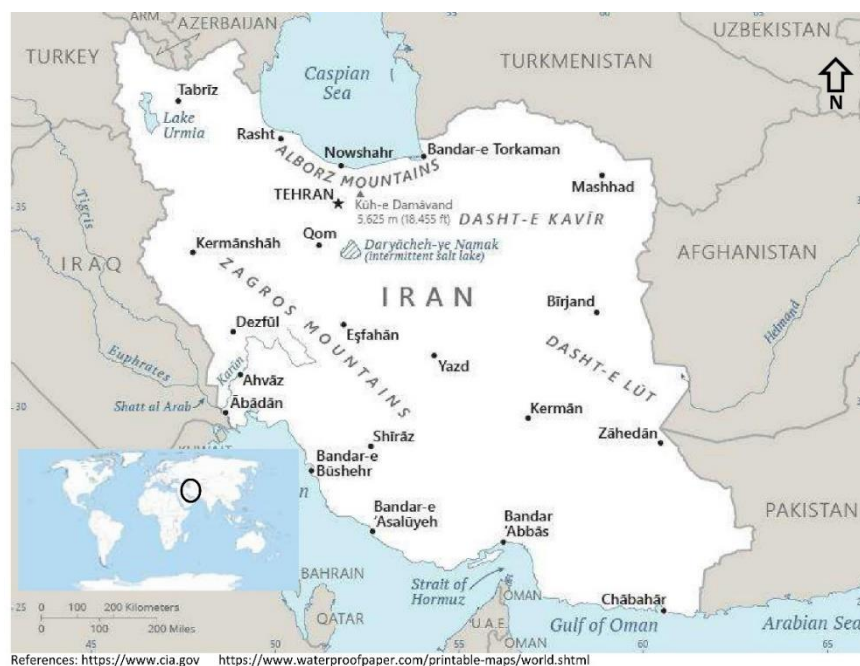 ARM.
AZERBAIJAN
UZBEKISTAN
TURKEY
Caspian
Sea
TURKMENISTAN
N
Tabrīz
Lake
Urmia
Rasht
Nowshahr
Bandar-e Torkaman
ALBORZ MOUNTAINS
Mashhad
TEHRAN
Kūh-e Damāvand
5,625 m (18,455 ft)
DASHT-E KAVĪR
35
35
Tigris
Qom
Daryācheh-ye Namak
(intermittent salt lake)
Kermānshāh
AFGHANISTAN
IRAQ
ZAGROS MOUNTAINS
IRAN
Bīrjand
Helmand
Dezfūl
Eşfahān
Yazd
DASHT-E LŪT
Euphrates
Karūn
Ahvāz
Shatt al Arab
Ābādān
30
Kermān
Zāhedān
KUWAIT
Shīrāz
Bandar-e
Būshehr
n
PAKISTAN
Bandar-e
'Asalūyeh
Bandar
'Abbās
BAHRAIN
Strait of
Hormuz
OMAN
Chābahār
25
0 100 200 Kilometers
0 100 200 Miles
QATAR
U.A.E.
Gulf of Oman
Arabian Sea
OMAN
45
50
55
60
65
References: https://www.cia.gov https://www.waterproofpaper.com/printable-maps/world.shtml